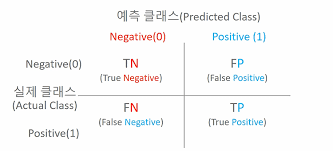 예측 클래스(Predicted Class)
Negative(0) Positive (1)
Negative(0) TN FP
(True Negative) (False Positive)
실제 클래스
(Actual Class)
FN TP
(False Negative) (True Positive)
Positive(1)